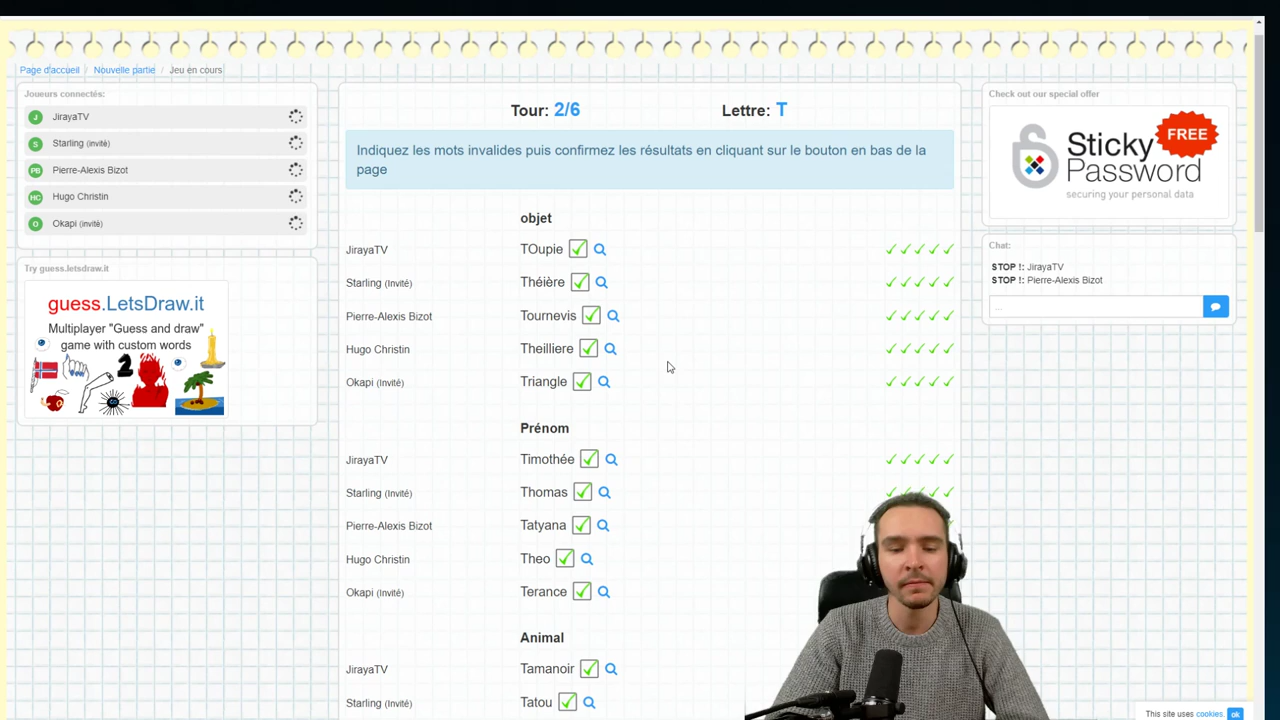 Page d'accueil / Nouvelle partie / Jeu en cours
Joueurs connectés:
J JirayaTV
S Starling (invité)
PB Pierre-Alexis Bizot
HC Hugo Christin
O Okapi (invité)
Try guess.letsdraw.it
guess.LetsDraw.it
Multiplayer "Guess and draw"
game with custom words
Tour: 2/6 Lettre: T
Indiquez les mots invalides puis confirmez les résultats en cliquant sur le bouton en bas de la
page
objet
JirayaTV TOupie
Starling (Invité) Théière
Pierre-Alexis Bizot Tournevis
Hugo Christin Theilliere
Okapi (Invité) Triangle
Prénom
JirayaTV Timothée
Starling (Invité) Thomas
Pierre-Alexis Bizot Tatyana
Hugo Christin Theo
Okapi (Invité) Terance
Animal
JirayaTV Tamanoir
Starling (Invité) Tatou
Check out our special offer
FREE
Sticky
Password
securing your personal data
Chat:
STOP !: JirayaTV
STOP !: Pierre-Alexis Bizot
...
This site uses cookies. ok